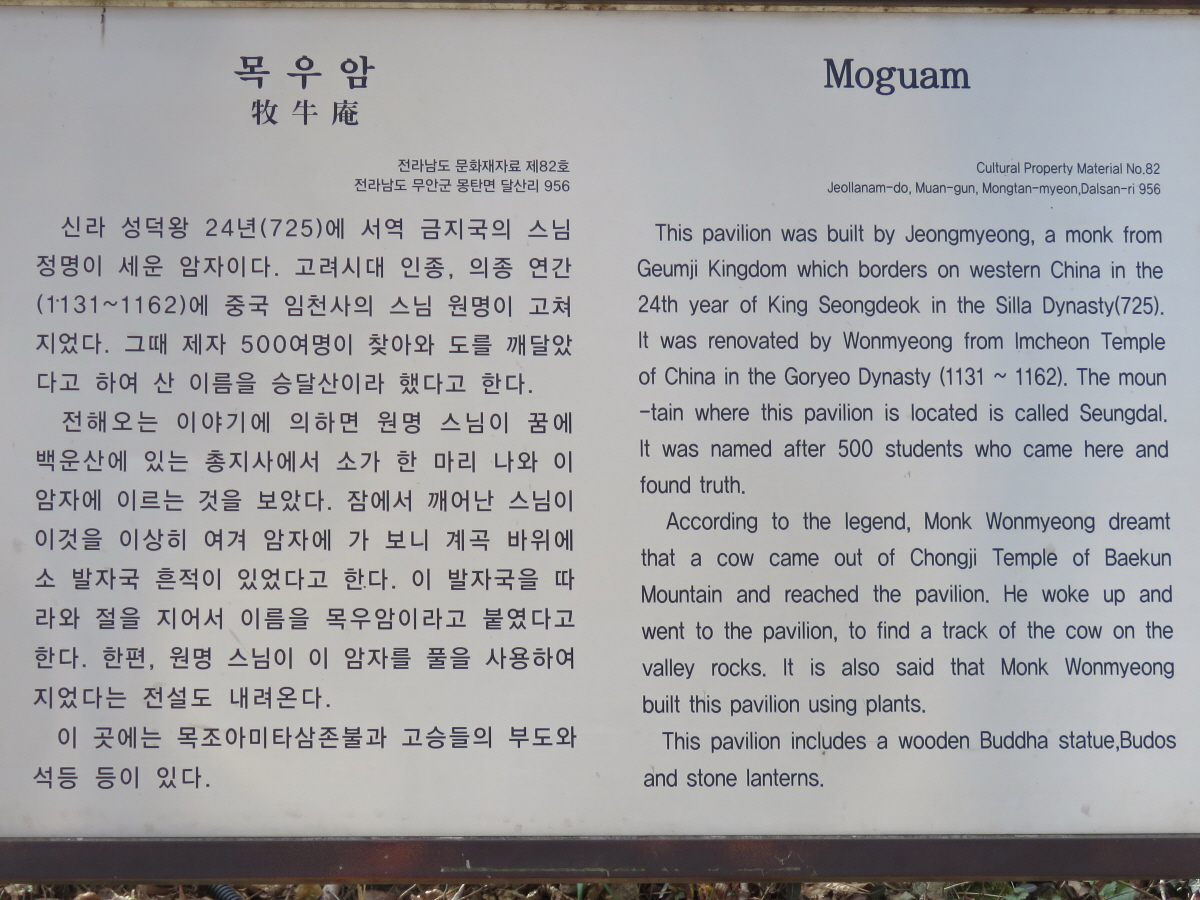 목우암
牧牛庵
전라남도 문화재자료 제82호
전라남도 무안군 몽탄면 달산리 956
신라 성덕왕 24년(725)에 서역 금지국의 스님
정명이 세운 암자이다. 고려시대 인종, 의종 연간
(1131~1162)에 중국 임천사의 스님 원명이 고쳐
지었다. 그때 제자 500여명이 찾아와 도를 깨달았
다고 하여 산 이름을 승달산이라 했다고 한다.
전해오는 이야기에 의하면 원명 스님이 꿈에
백운산에 있는 총지사에서 소가 한 마리 나와 이
암자에 이르는 것을 보았다. 잠에서 깨어난 스님이
이것을 이상히 여겨 암자에 가 보니 계곡 바위에
소 발자국 흔적이 있었다고 한다. 이 발자국을 따
라와 절을 지어서 이름을 목우암이라고 붙였다고
한다. 한편, 원명 스님이 이 암자를 풀을 사용하여
지었다는 전설도 내려온다.
이 곳에는 목조아미타삼존불과 고승들의 부도와
석등 등이 있다.
Moguam
Cultural Property Material No.82
Jeollanam-do, Muan-gun, Mongtan-myeon,Dalsan-ri 956
This pavilion was built by Jeongmyeong, a monk from
Geumji Kingdom which borders on western China in the
24th year of King Seongdeok in the Silla Dynasty(725).
It was renovated by Wonmyeong from Imcheon Temple
of China in the Goryeo Dynasty (1131 ~ 1162). The moun
-tain where this pavilion is located is called Seungdal.
It was named after 500 students who came here and
found truth.
According to the legend, Monk Wonmyeong dreamt
that a cow came out of Chongji Temple of Baekun
Mountain and reached the pavilion. He woke up and
went to the pavilion, to find a track of the cow on the
valley rocks. It is also said that Monk Wonmyeong
built this pavilion using plants.
This pavilion includes a wooden Buddha statue,Budos
and stone lanterns.